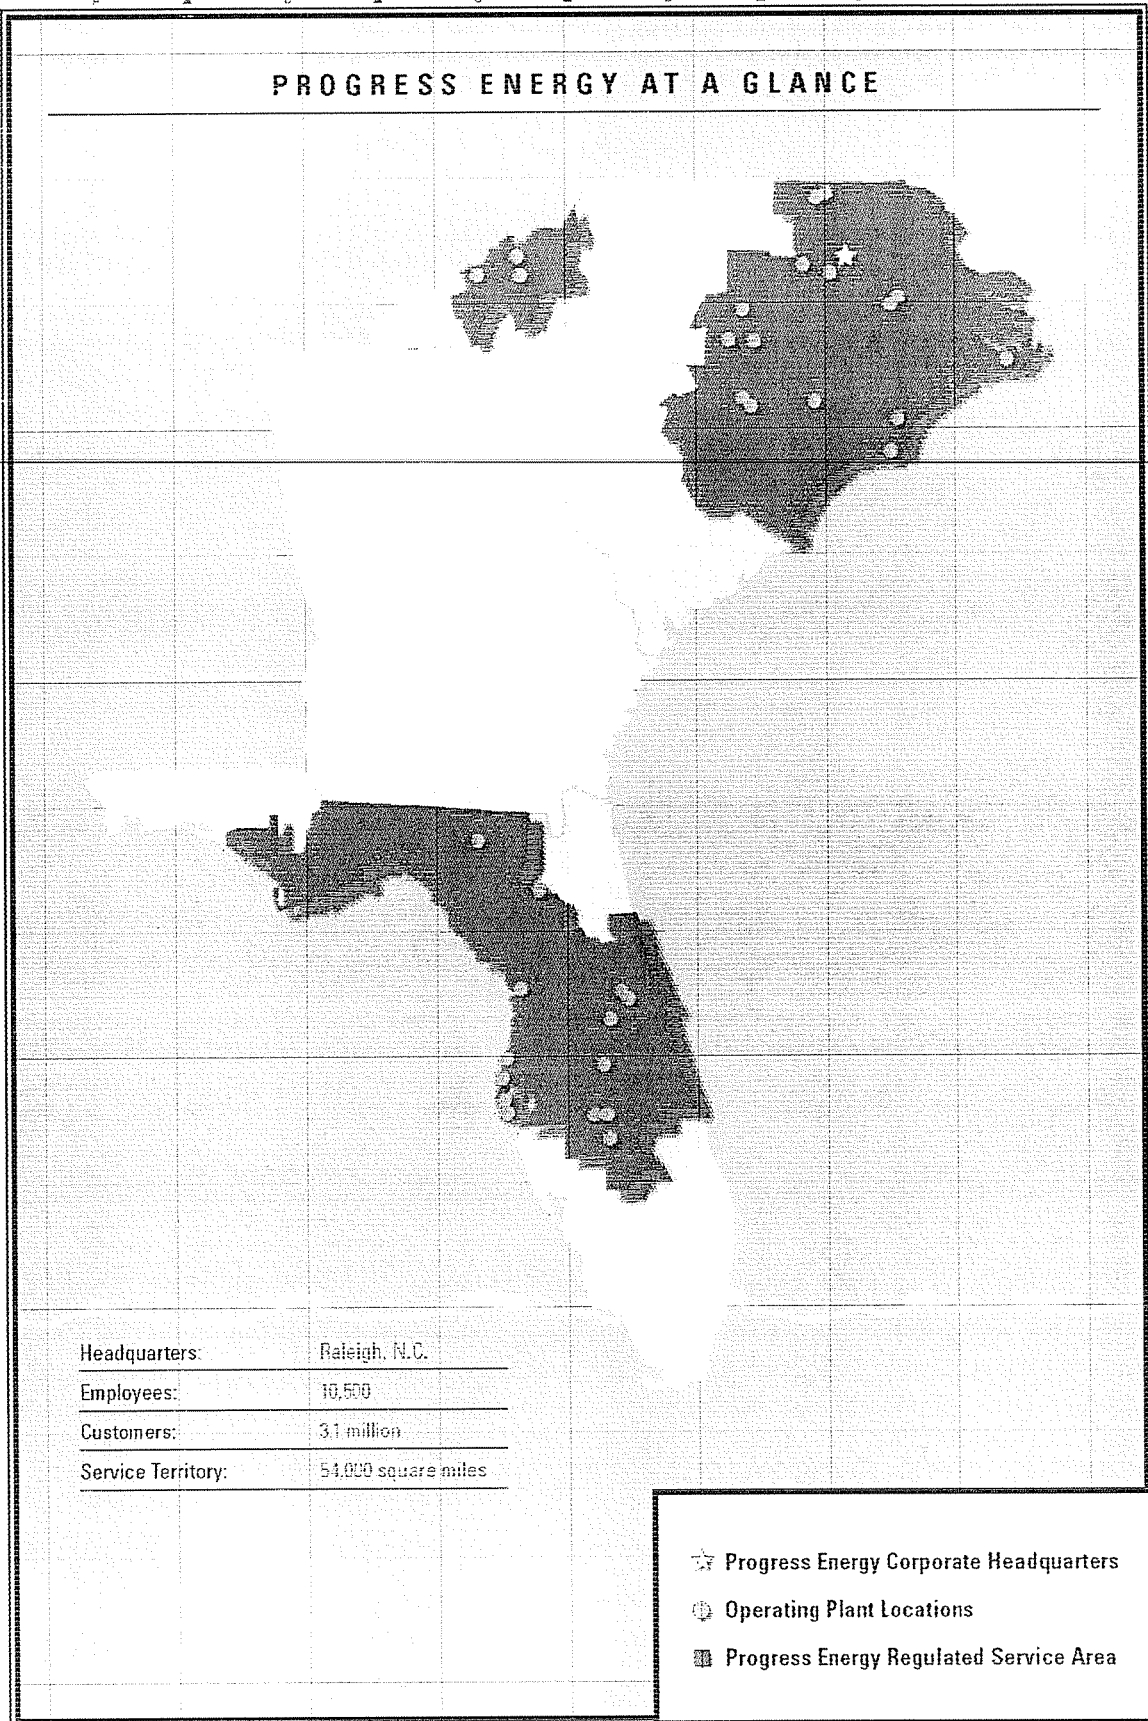 PROGRESS ENERGY AT A GLANCE
Headquarters: Raleigh, N.C.
Employees: 10,500
Customers: 3.1 million
Service Territory: 54,000 square miles
Progress Energy Corporate Headquarters
Operating Plant Locations
Progress Energy Regulated Service Area